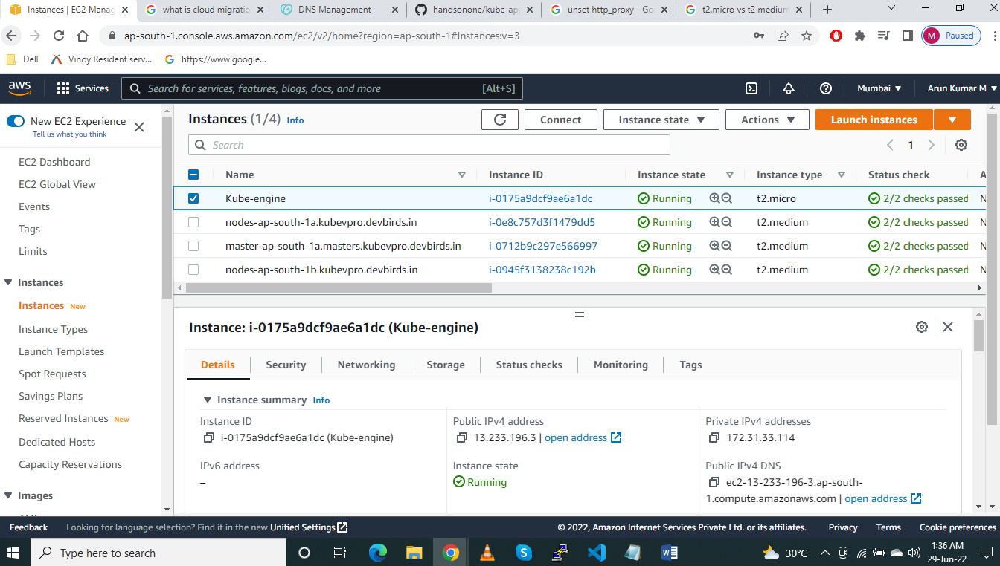 Instances | EC2 Manag
what is cloud migratio
DNS Management
handsonone/kube-app
unset http_proxy - Go
t2.micro vs t2 medium
ap-south-1.console.aws.amazon.com/ec2/v2/home?region=ap-south-1#Instances:v=3
M Paused
Dell
Vinoy Resident serv...
https://www.google...
aws
Services
Search for services, features, blogs, docs, and more [Alt+S]
Mumbai
Arun Kumar M
New EC2 Experience
Tell us what you think
EC2 Dashboard
EC2 Global View
Events
Tags
Limits
Instances
Instances New
Instance Types
Launch Templates
Spot Requests
Savings Plans
Reserved Instances New
Dedicated Hosts
Capacity Reservations
Images
Instances (1/4) Info
Connect
Instance state
Actions
Launch instances
Search
1
Name Instance ID Instance state Instance type Status check A
Kube-engine i-0175a9dcf9ae6a1dc Running t2.micro 2/2 checks passed N
nodes-ap-south-1a.kubevpro.devbirds.in i-0e8c757d3f1479dd5 Running t2.medium 2/2 checks passed N
master-ap-south-1a.masters.kubevpro.devbirds.in i-0712b9c297e566997 Running t2.medium 2/2 checks passed N
nodes-ap-south-1b.kubevpro.devbirds.in i-0945f3138238c192b Running t2.medium 2/2 checks passed N
Instance: i-0175a9dcf9ae6a1dc (Kube-engine)
Details Security Networking Storage Status checks Monitoring Tags
Instance summary Info
Instance ID
i-0175a9dcf9ae6a1dc (Kube-engine)
Public IPv4 address
13.233.196.3 | open address
Private IPv4 addresses
172.31.33.114
IPv6 address
–
Instance state
Running
Public IPv4 DNS
ec2-13-233-196-3.ap-south-
1.compute.amazonaws.com | open address
Feedback
Looking for language selection? Find it in the new Unified Settings
© 2022, Amazon Internet Services Private Ltd. or its affiliates.
Privacy
Terms
Cookie preferences
Type here to search
30°C
1:36 AM
29-Jun-22